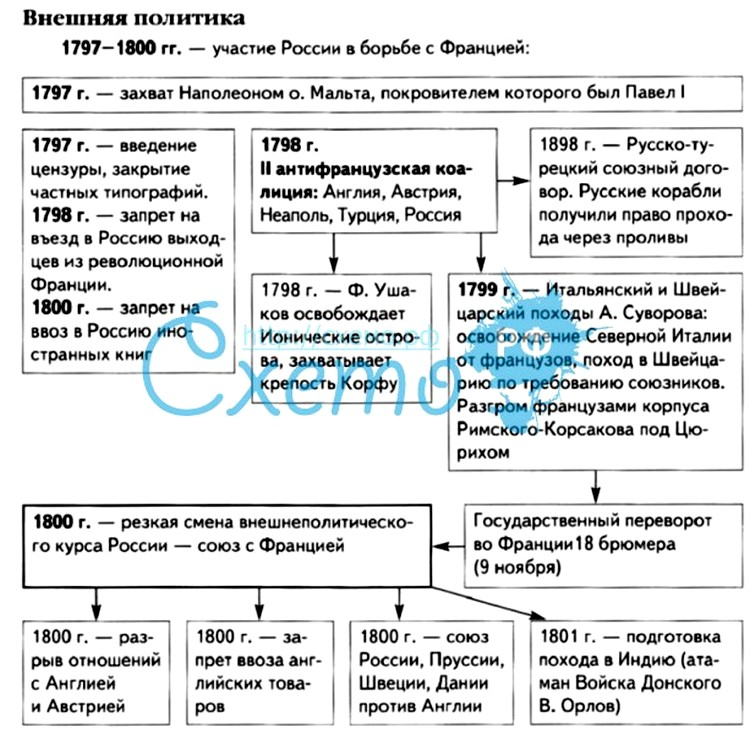 Внешняя политика
1797–1800 гг. — участие России в борьбе с Францией:
1797 г. — захват Наполеоном о. Мальта, покровителем которого был Павел I
1797 г. — введение
цензуры, закрытие
частных типографий.
1798 г. — запрет на
въезд в Россию выход-
цев из революционной
Франции.
1800 г. — запрет на
ввоз в Россию ино-
странных книг
1798 г.
II антифранцузская коа-
лиция: Англия, Австрия,
Неаполь, Турция, Россия
1898 г. — Русско-ту-
рецкий союзный дого-
вор. Русские корабли
получили право прохо-
да через проливы
1798 г. — Ф. Уша-
ков освобождает
Ионические остро-
ва, захватывает
крепость Корфу
1799 г. — Итальянский и Швей-
царский походы А. Суворова:
освобождение Северной Италии
от французов, поход в Швейца-
рию по требованию союзников.
Разгром французами корпуса
Римского-Корсакова под Цю-
рихом
Схемо
1800 г. — резкая смена внешнеполитическо-
го курса России — союз с Францией
Государственный переворот
во Франции18 брюмера
(9 ноября)
1800 г. — раз-
рыв отношений
с Англией
и Австрией
1800 г. — за-
прет ввоза анг-
лийских това-
ров
1800 г. — союз
России, Пруссии,
Швеции, Дании
против Англии
1801 г. — подготовка
похода в Индию (ата-
ман Войска Донского
В. Орлов)